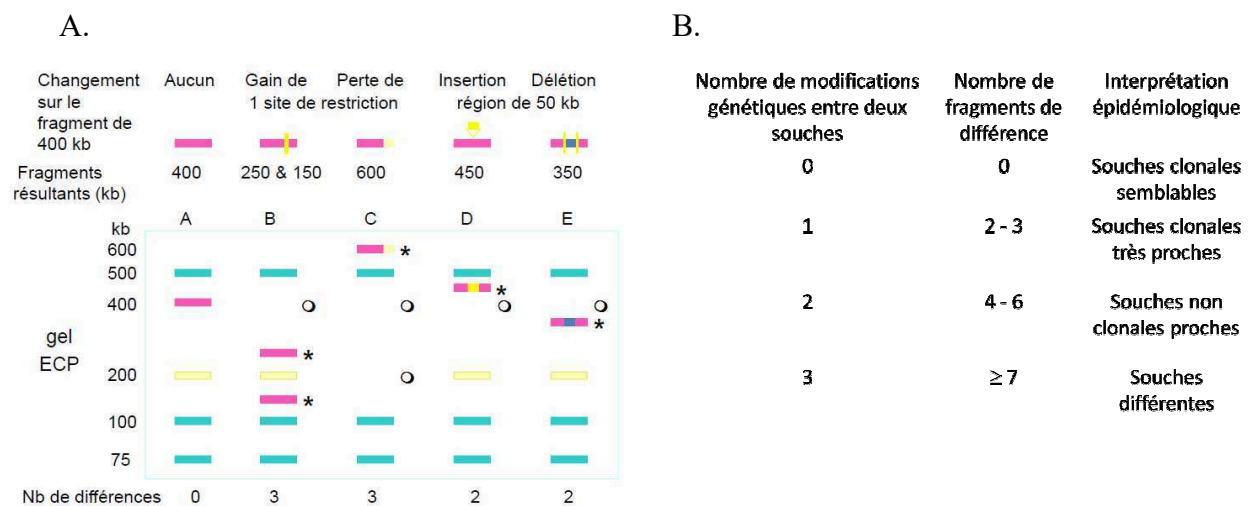 A.
Changement sur le fragment de 400 kb
Aucun
Gain de 1 site de restriction
Perte de
Insertion région de 50 kb
Délétion
Fragments résultants (kb)
400
250 & 150
600
450
350
A B C D E
kb
600 *
500
*
400
*
gel ECP
*
200
*
100
75
Nb de différences 0 3 3 2 2
B.
Nombre de modifications génétiques entre deux souches
Nombre de fragments de différence
Interprétation épidémiologique
0 0 Souches clonales semblables
1 2 - 3 Souches clonales très proches
2 4 - 6 Souches non clonales proches
3 ≥ 7 Souches différentes